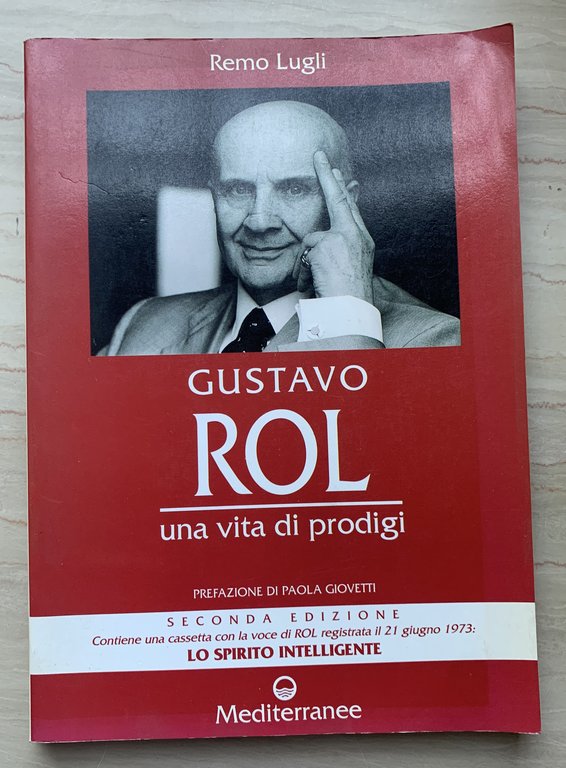 Remo Lugli
GUSTAVO
ROL
una vita di prodigi
PREFAZIONE DI PAOLA GIOVETTI
SECONDA EDIZIONE
Contiene una cassetta con la voce di ROL registrata il 21 giugno 1973:
LO SPIRITO INTELLIGENTE
Mediterranee